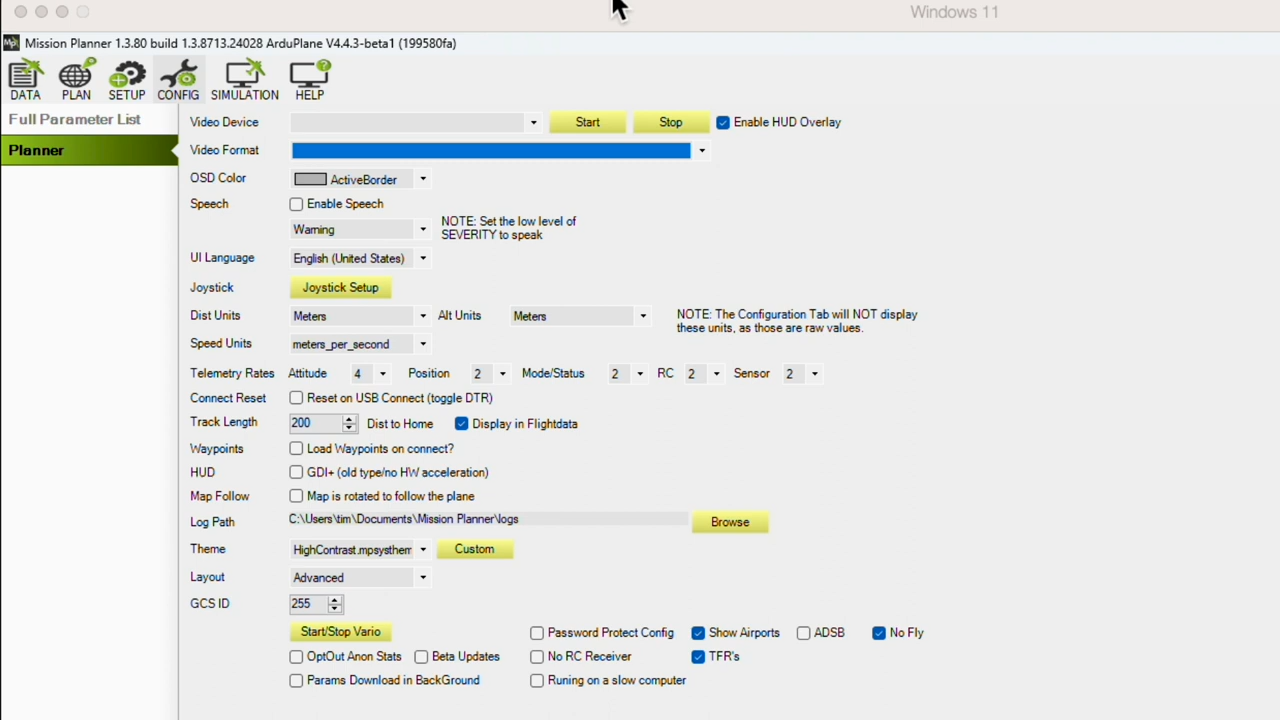 Windows 11
Mission Planner 1.3.80 build 1.3.8713.24028 ArduPlane V4.4.3-beta1 (199580fa)
DATA PLAN SETUP CONFIG SIMULATION HELP
Full Parameter List
Planner
Video Device Start Stop Enable HUD Overlay
Video Format
OSD Color ActiveBorder
Speech Enable Speech
Warning NOTE: Set the low level of
SEVERITY to speak
UI Language English (United States)
Joystick Joystick Setup
Dist Units Meters Alt Units Meters NOTE: The Configuration Tab will NOT display
these units, as those are raw values.
Speed Units meters_per_second
Telemetry Rates Attitude 4 Position 2 Mode/Status 2 RC 2 Sensor 2
Connect Reset Reset on USB Connect (toggle DTR)
Track Length 200 Dist to Home Display in Flightdata
Waypoints Load Waypoints on connect?
HUD GDI+ (old type/no HW acceleration)
Map Follow Map is rotated to follow the plane
Log Path C:\Users\tim\Documents\Mission Planner\logs Browse
Theme HighContrast.mpsysthem Custom
Layout Advanced
GCS ID 255
Start/Stop Vario Password Protect Config Show Airports ADSB No Fly
OptOut Anon Stats Beta Updates No RC Receiver TFR's
Params Download in BackGround Runing on a slow computer